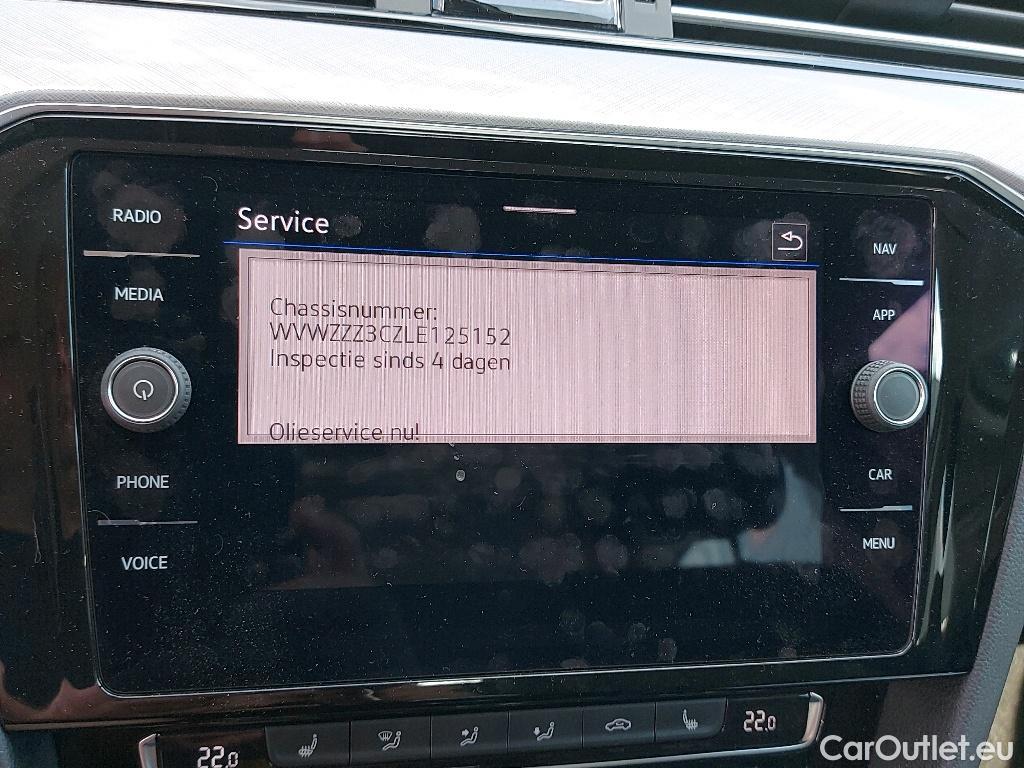 Service
RADIO
MEDIA
PHONE
VOICE
Chassisnummer:
WVWZZZ3CZLE125152
Inspectie sinds 4 dagen
Olieservice nu!
NAV
APP
CAR
MENU
22.0
22.0
CarOutlet.eu